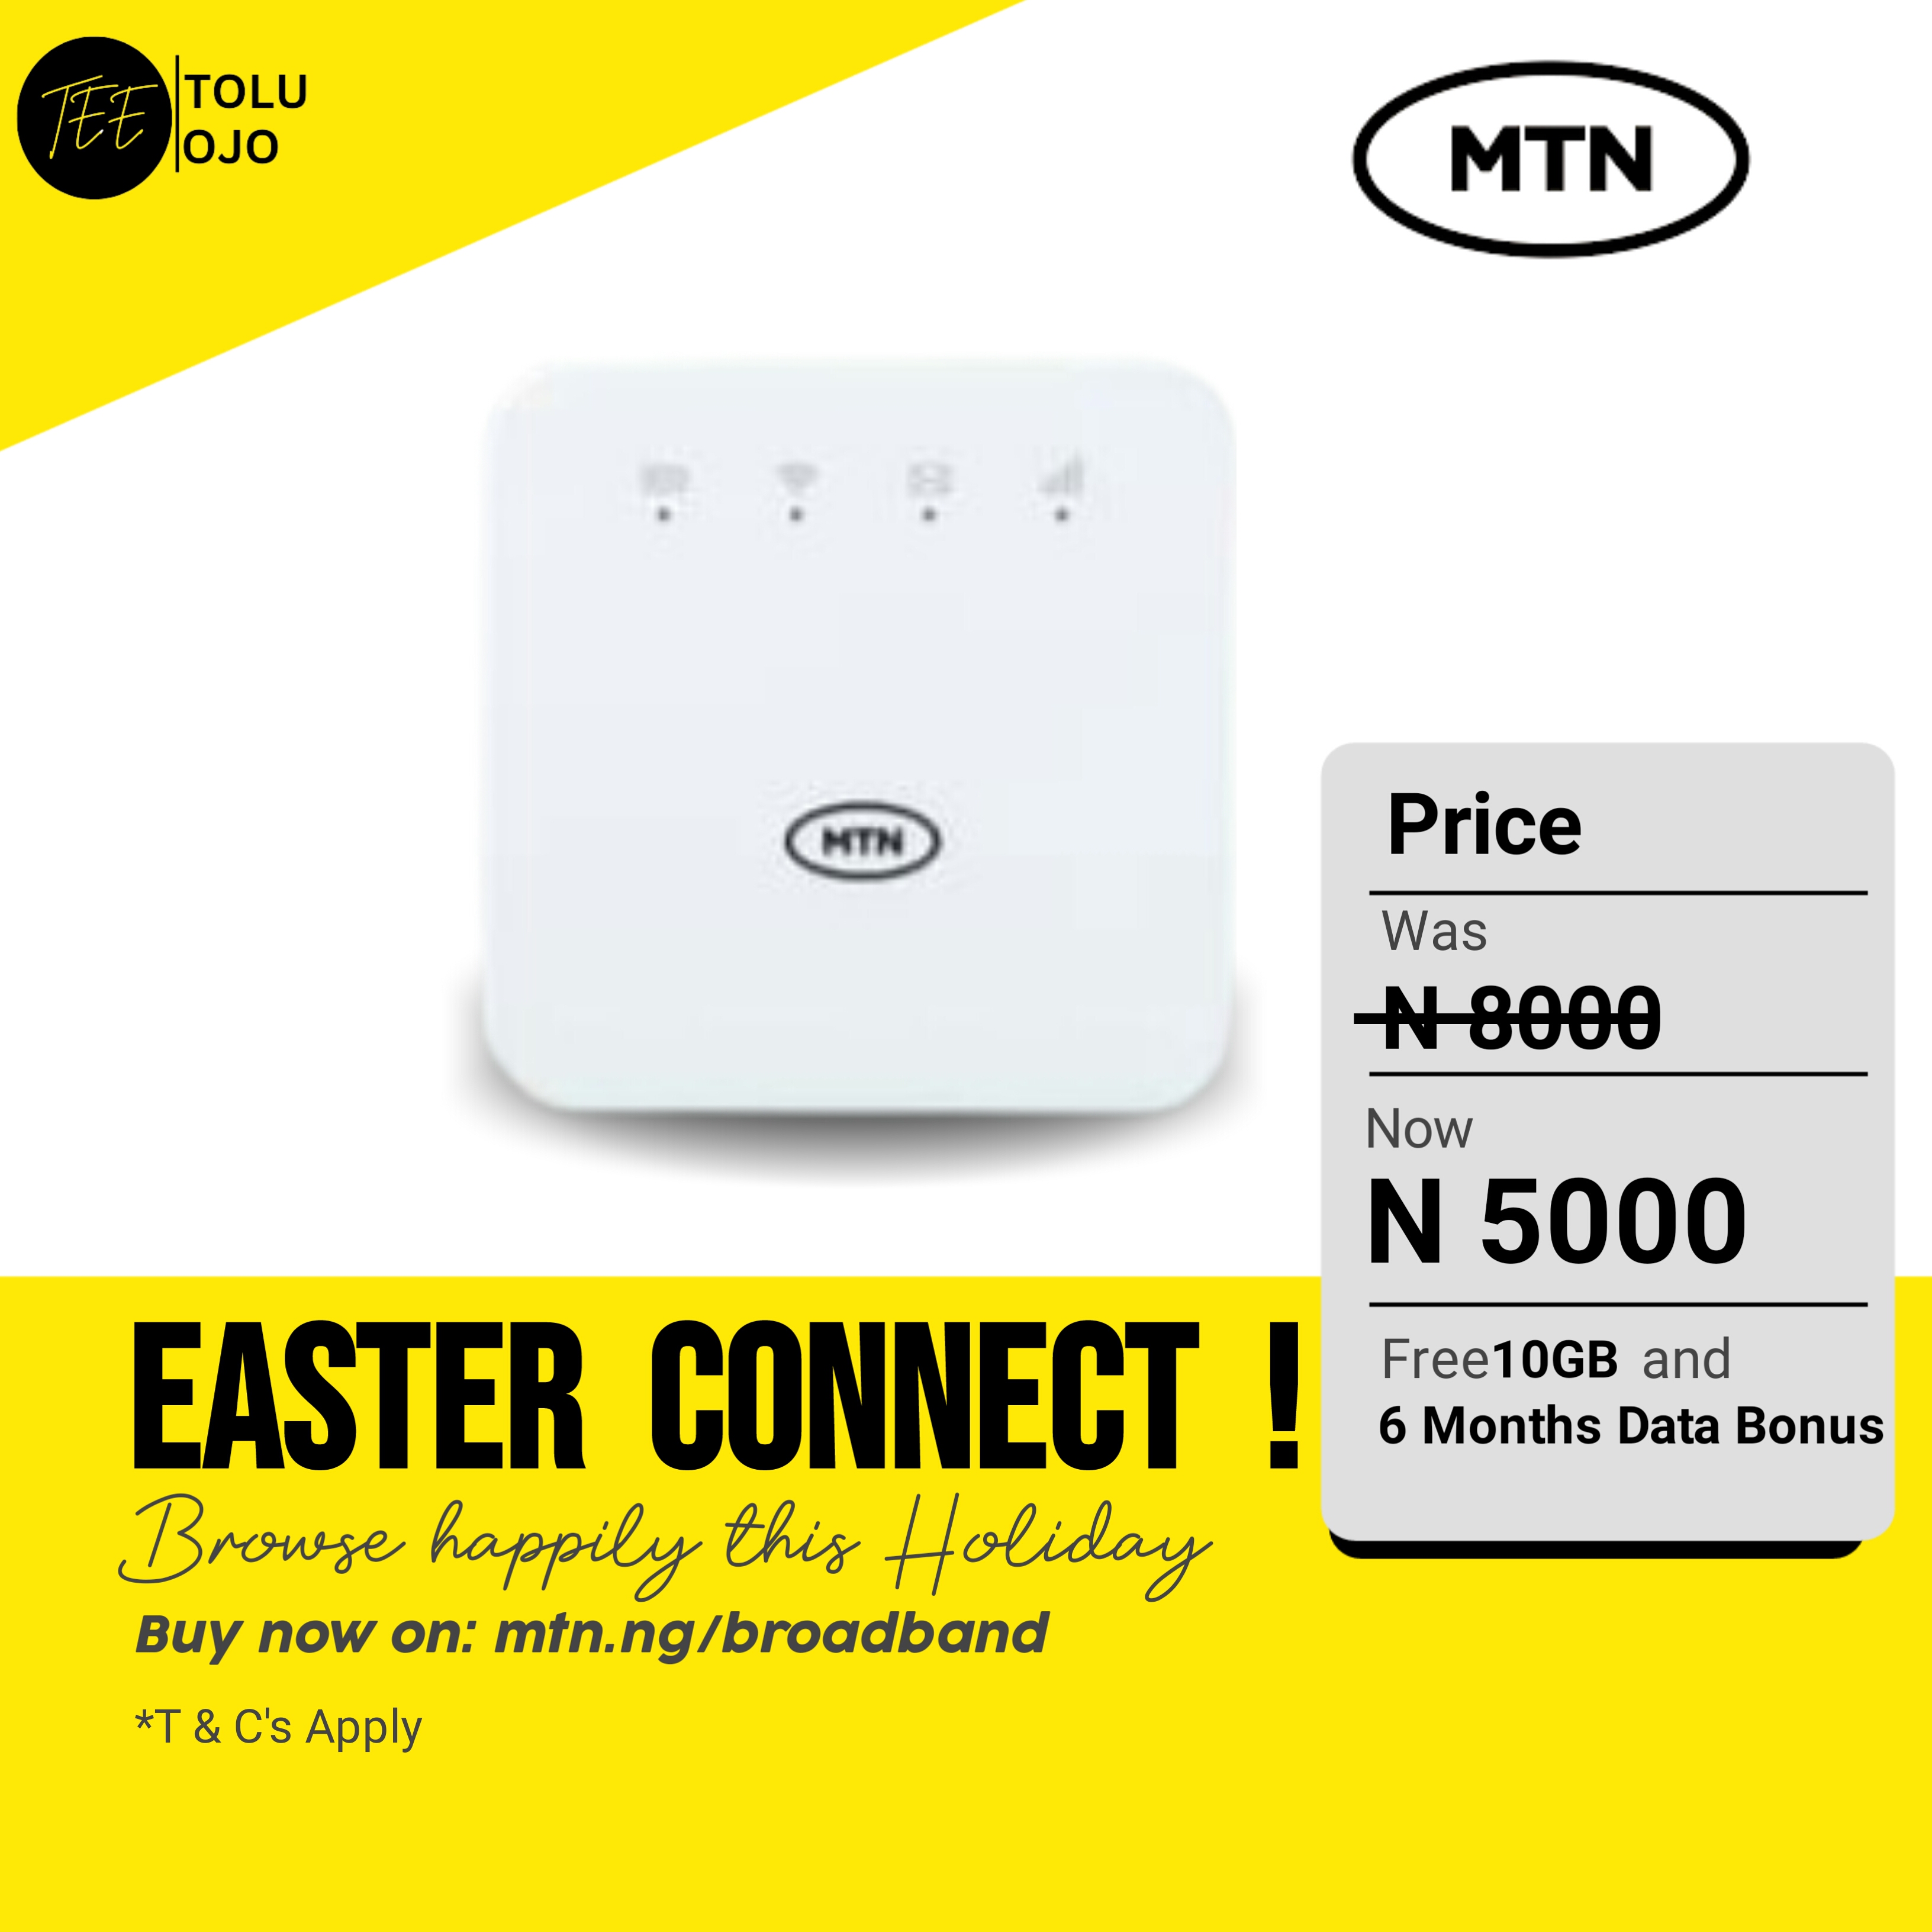 TEE
TOLU
OJO
MTN
MTN
Price
Was
N 8000
Now
N 5000
Free10GB and
6 Months Data Bonus
EASTER CONNECT !
Browse happily this Holiday
Buy now on: mtn.ng/broadband
*T & C's Apply